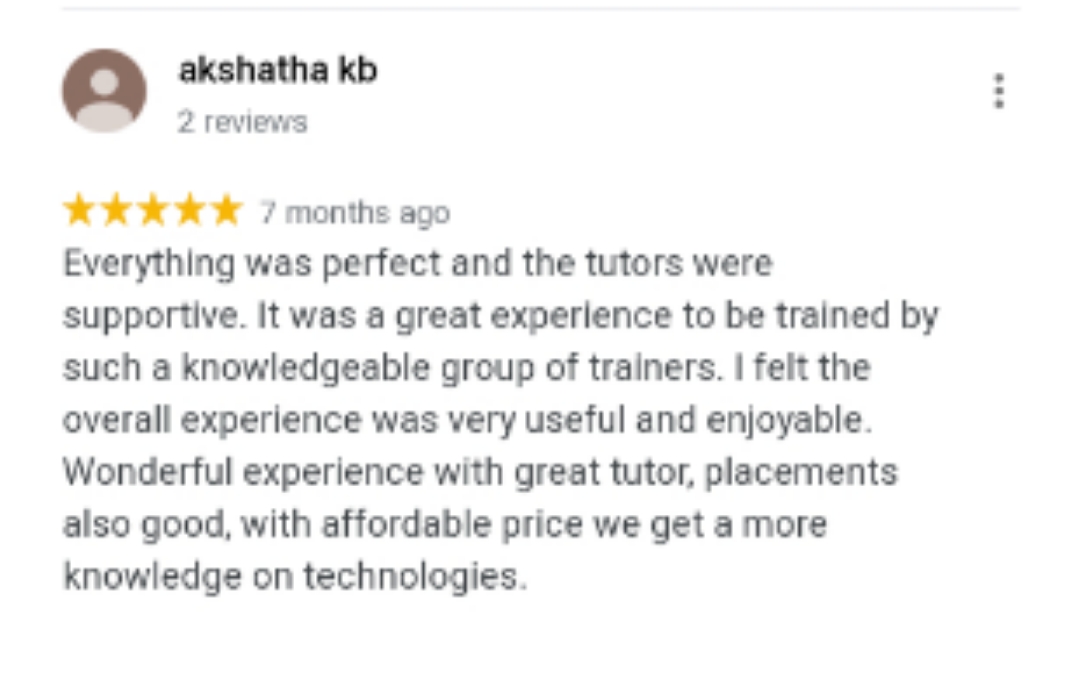 akshatha kb
2 reviews
7 months ago
Everything was perfect and the tutors were
supportive. It was a great experience to be trained by
such a knowledgeable group of trainers. I felt the
overall experience was very useful and enjoyable.
Wonderful experience with great tutor, placements
also good, with affordable price we get a more
knowledge on technologies.